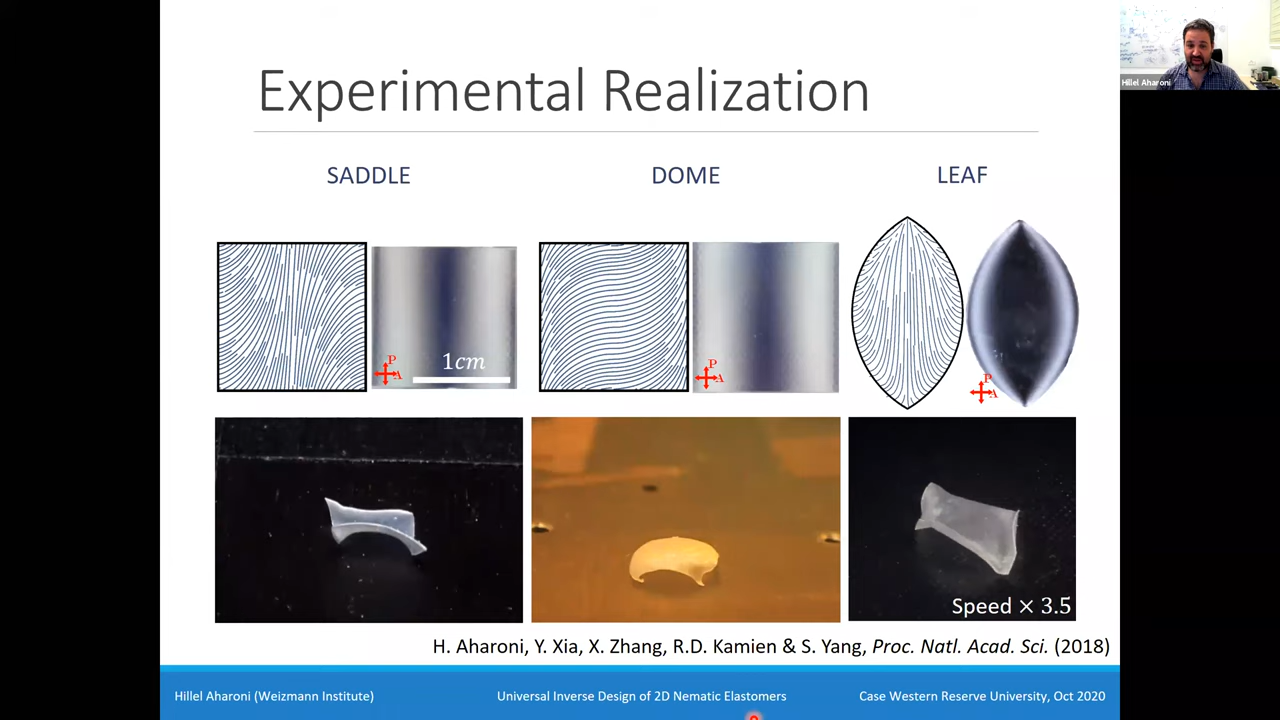 Experimental Realization
Hillel Aharoni
SADDLE
DOME
LEAF
P
A
1cm
P
A
P
A
Speed × 3.5
H. Aharoni, Y. Xia, X. Zhang, R.D. Kamien & S. Yang, Proc. Natl. Acad. Sci. (2018)
Hillel Aharoni (Weizmann Institute)
Universal Inverse Design of 2D Nematic Elastomers
Case Western Reserve University, Oct 2020